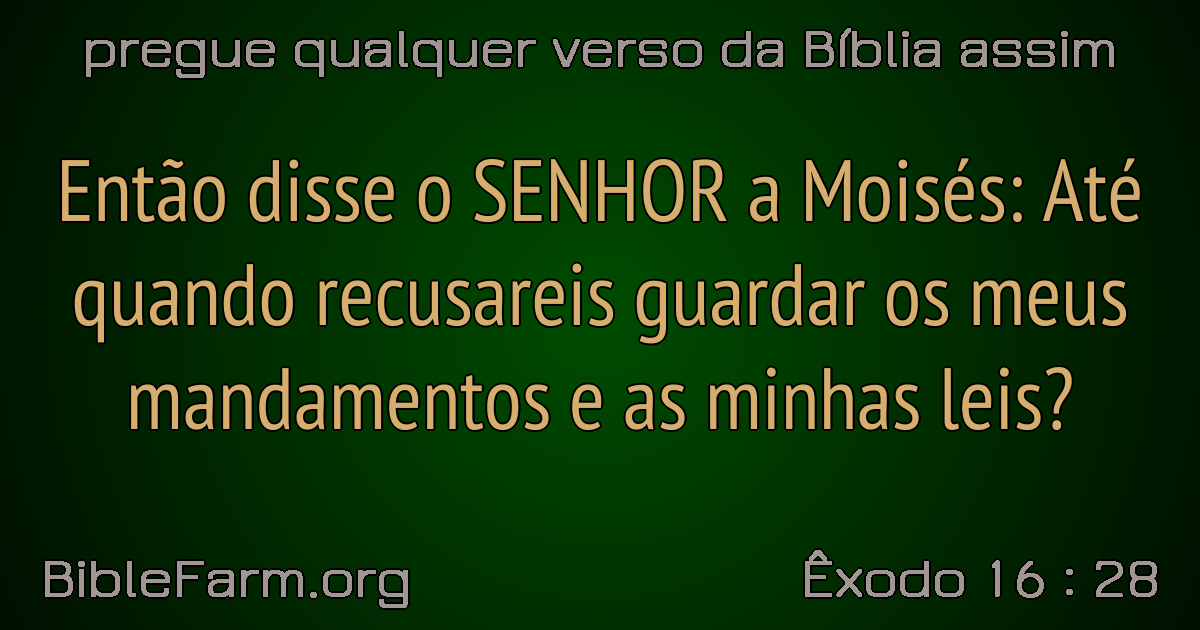 pregue qualquer verso da Bíblia assim
Então disse o SENHOR a Moisés: Até
quando recusareis guardar os meus
mandamentos e as minhas leis?
BibleFarm.org
Êxodo 16 : 28